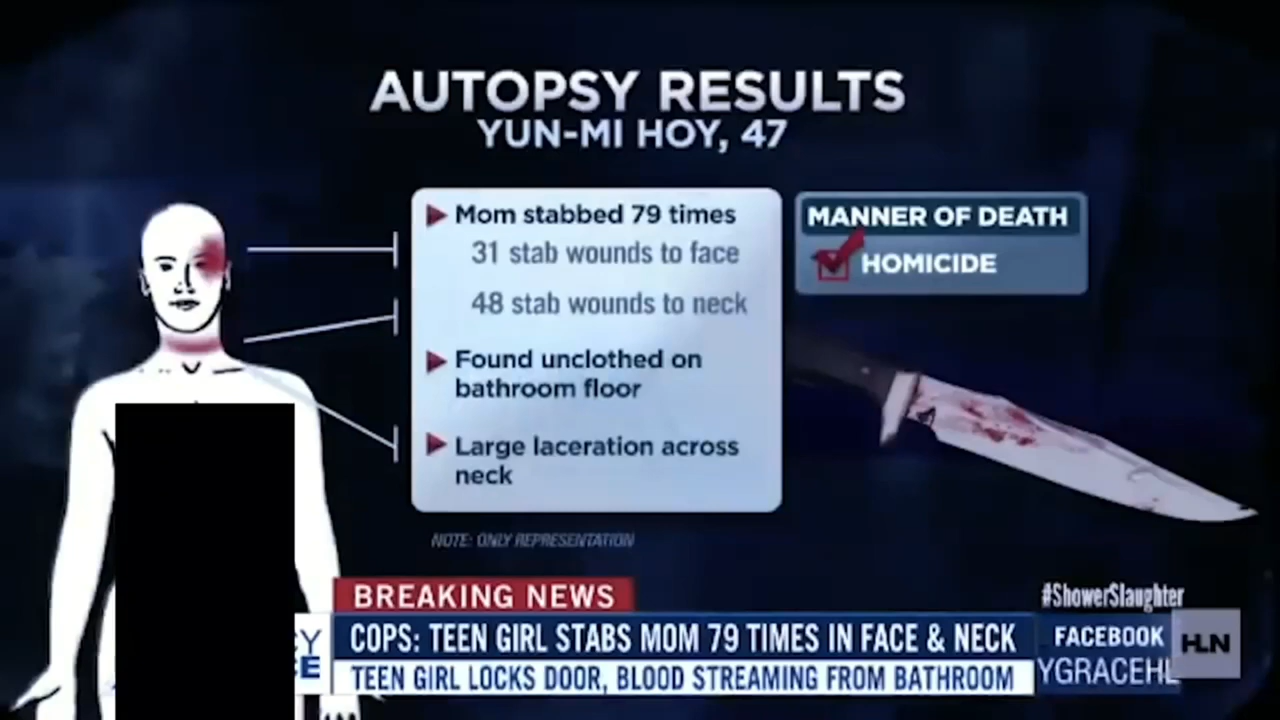 AUTOPSY RESULTS
YUN-MI HOY, 47
Mom stabbed 79 times
31 stab wounds to face
48 stab wounds to neck
Found unclothed on
bathroom floor
Large laceration across
neck
MANNER OF DEATH
HOMICIDE
NOTE: ONLY REPRESENTATION
BREAKING NEWS
#ShowerSlaughter
COPS: TEEN GIRL STABS MOM 79 TIMES IN FACE & NECK
TEEN GIRL LOCKS DOOR, BLOOD STREAMING FROM BATHROOM
FACEBOOK
YGRACEHL
HLN